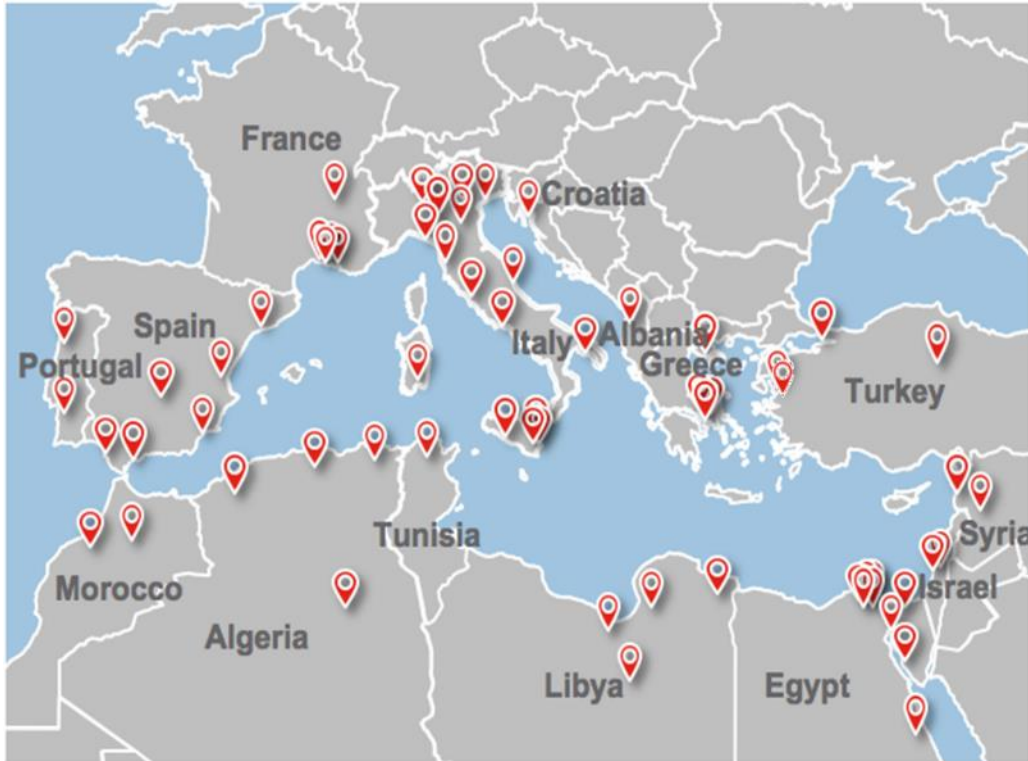 France
Croatia
Spain
Italy
Albania
Portugal
Greece
Turkey
Tunisia
Syria
Morocco
Israel
Algeria
Libya
Egypt